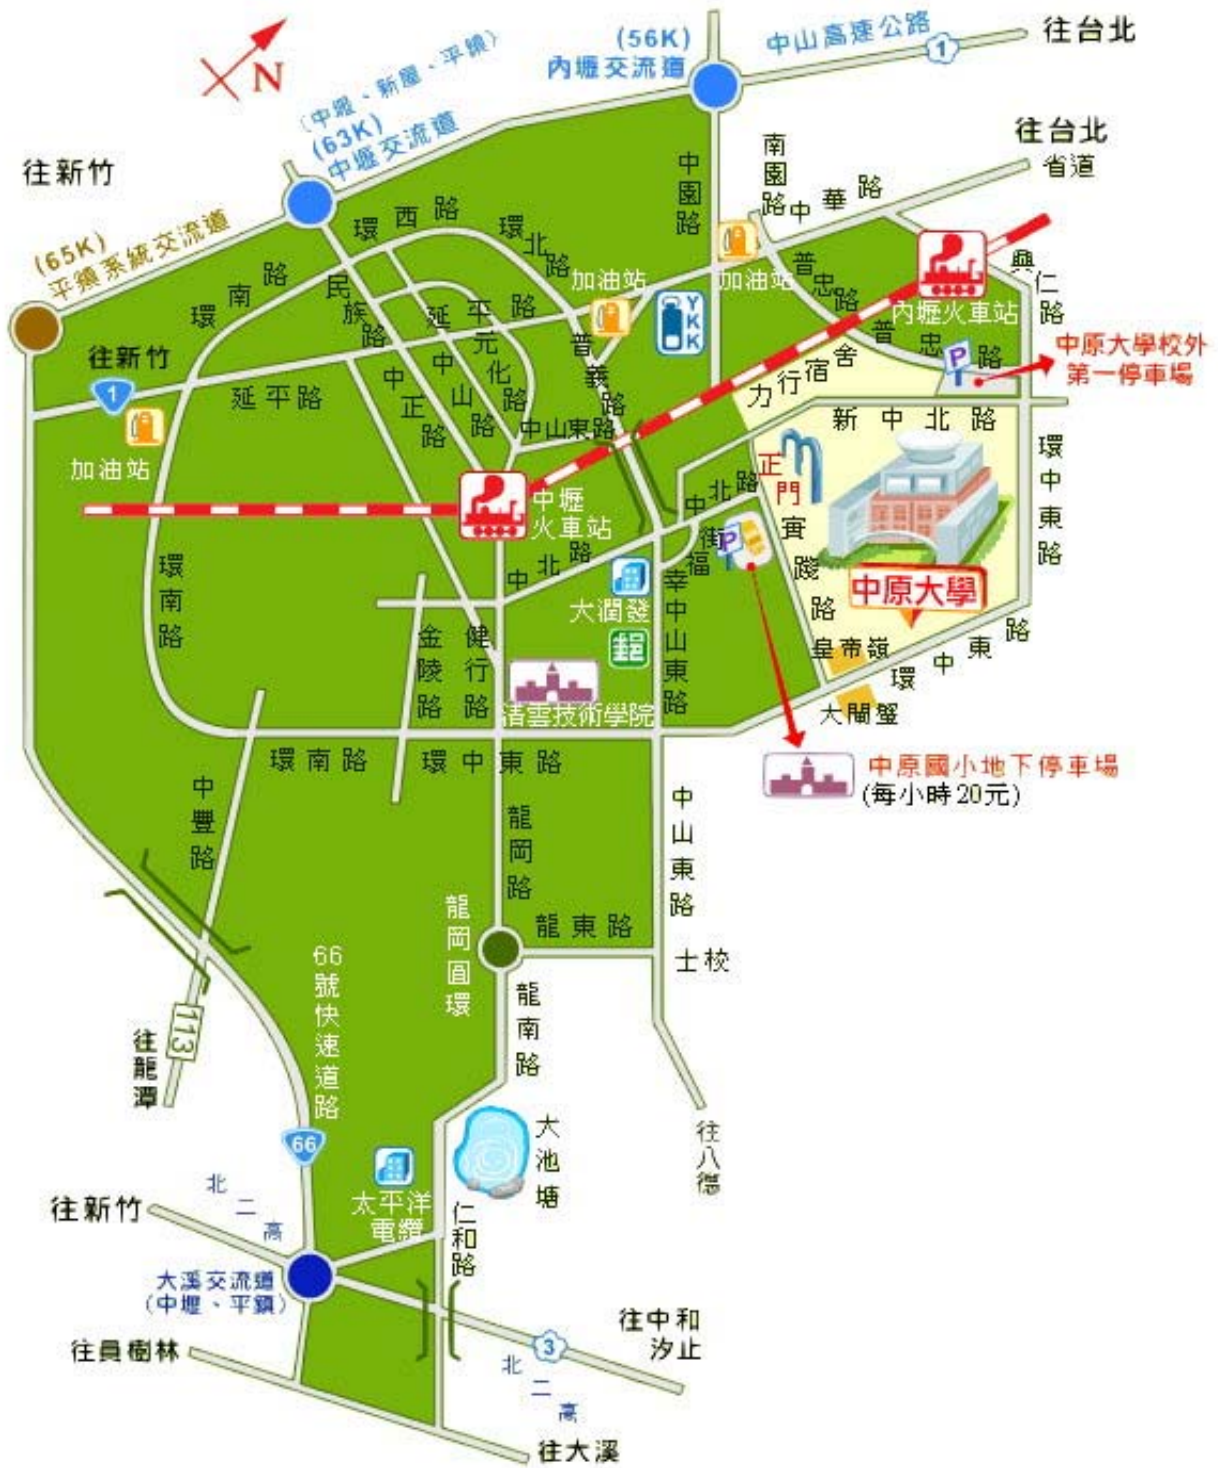 往台北
(56K)
內壢交流道
中山高速公路
1
N
(中壢、新屋、平鎮)
(63K)
中壢交流道
往新竹
往台北
省道
南園路
中園路
中華路
(65K)
平鎮系統交流道
環西路
環北路
環南路
民族路
加油站
加油站
普忠路
普忠路
興仁路
內壢火車站
YKK
延平路
元化路
普義路
往新竹
1
延平路
中正路
中山路
中山東路
力行宿舍
P
中原大學校外
第一停車場
新中北路
加油站
中壢
火車站
中北路
正門
環中東路
環南路
中北路
大潤發
郵
P
福街
幸
中山東路
實踐路
中原大學
皇帝嶺
大閘蟹
環中東路
金陵路
健行路
清雲技術學院
環南路
環中東路
中原國小地下停車場
(每小時20元)
中豐路
龍岡路
中山東路
龍岡圓環
龍東路
士校
66號快速道路
龍南路
113
往龍潭
66
大池塘
往八德
太平洋
電纜
仁和路
往新竹
北二高
大溪交流道
(中壢、平鎮)
往中和
汐止
往員樹林
3
北二高
往大溪